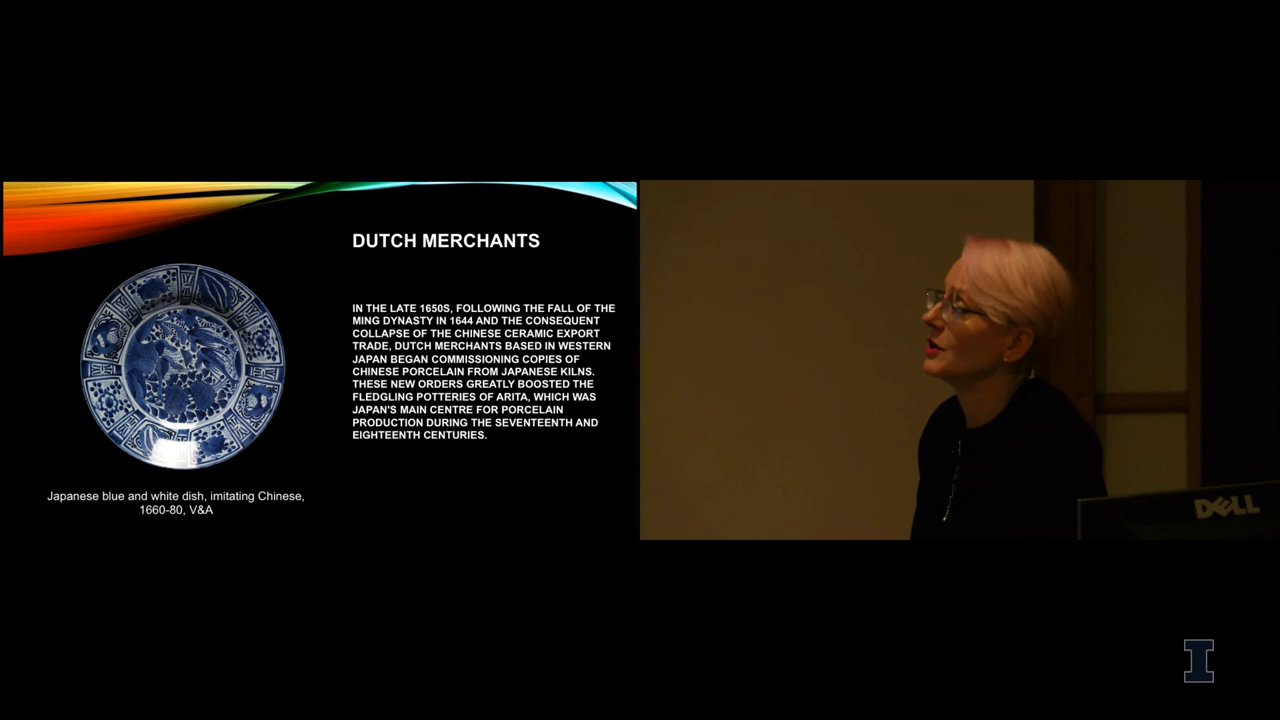 DUTCH MERCHANTS
IN THE LATE 1650S, FOLLOWING THE FALL OF THE
MING DYNASTY IN 1644 AND THE CONSEQUENT
COLLAPSE OF THE CHINESE CERAMIC EXPORT
TRADE, DUTCH MERCHANTS BASED IN WESTERN
JAPAN BEGAN COMMISSIONING COPIES OF
CHINESE PORCELAIN FROM JAPANESE KILNS.
THESE NEW ORDERS GREATLY BOOSTED THE
FLEDGLING POTTERIES OF ARITA, WHICH WAS
JAPAN'S MAIN CENTRE FOR PORCELAIN
PRODUCTION DURING THE SEVENTEENTH AND
EIGHTEENTH CENTURIES.
Japanese blue and white dish, imitating Chinese,
1660-80, V&A
DELL
I